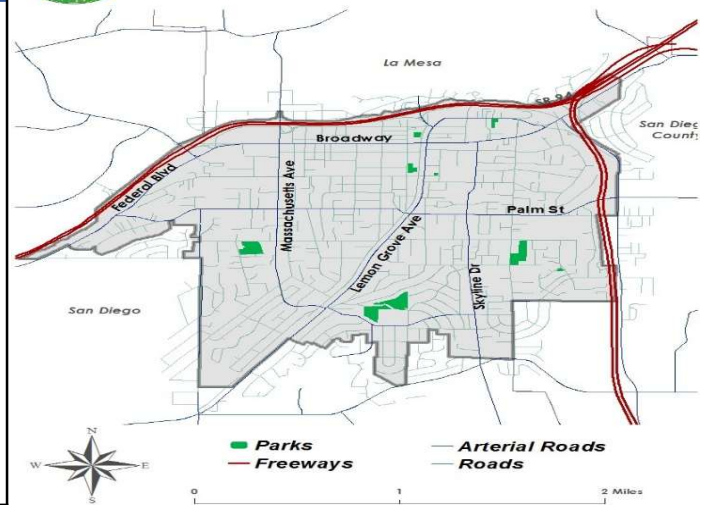 La Mesa
SR 94
San Dieg
County
Broadway
Federal Blvd
Massachusetts Ave
Lemon Grove Ave
Palm St
Skyline Dr
San Diego
N
W
E
S
Parks
Freeways
Arterial Roads
Roads
0
1
2 Miles